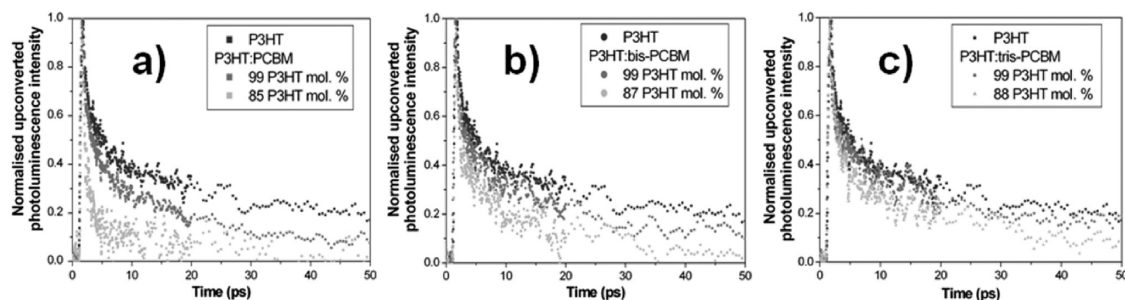 a)
P3HT
P3HT:PCBM
99 P3HT mol. %
85 P3HT mol. %
Normalised upconverted
photoluminescence intensity
1.0
0.8
0.6
0.4
0.2
0.0
0
10
20
30
40
50
Time (ps)
b)
P3HT
P3HT:bis-PCBM
99 P3HT mol. %
87 P3HT mol. %
Normalised upconverted
photoluminescence intensity
1.0
0.8
0.6
0.4
0.2
0.0
0
10
20
30
40
50
Time (ps)
c)
P3HT
P3HT:tris-PCBM
99 P3HT mol. %
88 P3HT mol. %
Normalised upconverted
photoluminescence intensity
1.0
0.8
0.6
0.4
0.2
0.0
0
10
20
30
40
50
Time (ps)